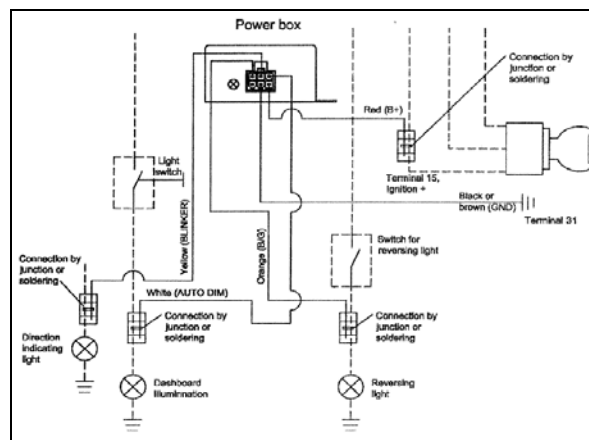 Power box
Connection by
junction or
soldering
Red (B+)
Light
switch
Terminal 15,
Ignition +
Black or
brown (GND)
Terminal 31
Yellow (BLINKER)
Orange (B/G)
Switch for
reversing light
Connection by
junction or
soldering
White (AUTO DIM)
Connection by
junction or
soldering
Connection by
junction or
soldering
Direction
indicating
light
Dashboard
illuminnation
Reversing
light